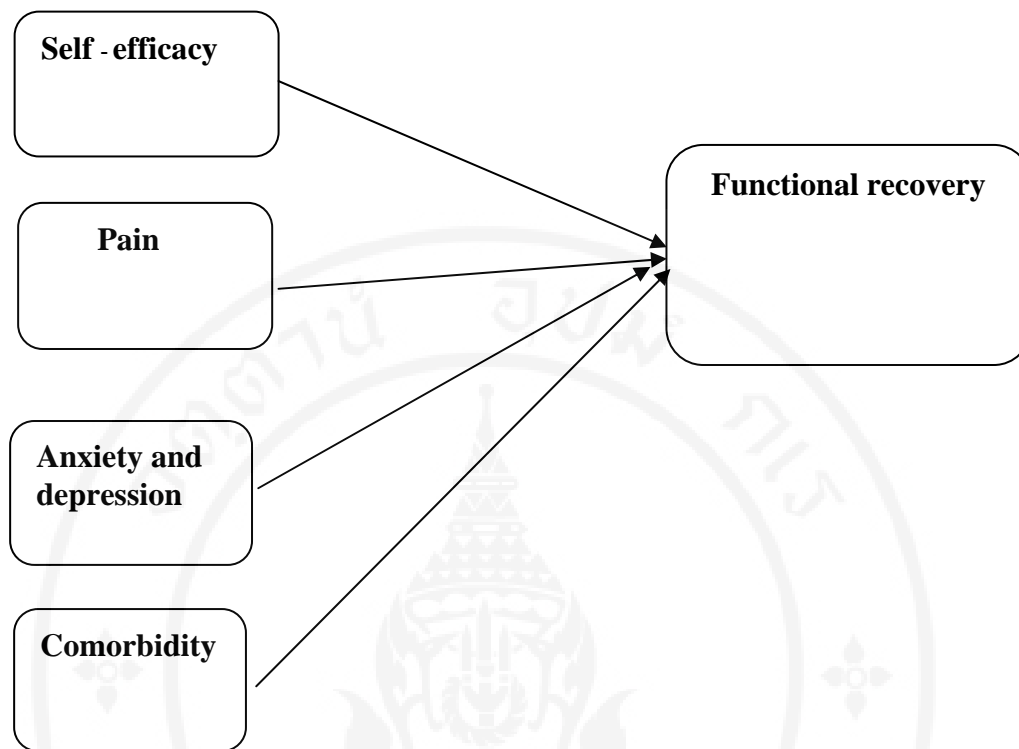 Self - efficacy
Functional recovery
Pain
Anxiety and
depression
Comorbidity